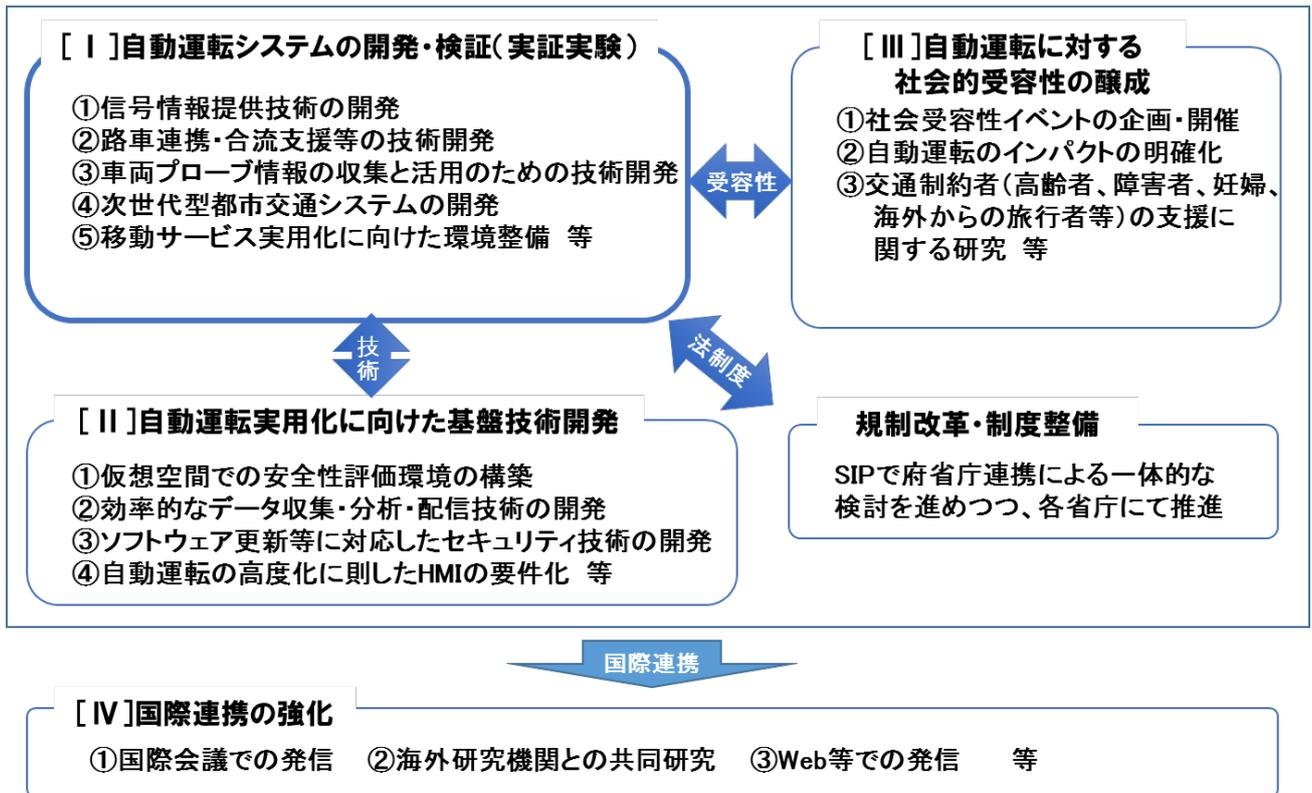 [Ⅰ]自動運転システムの開発・検証(実証実験)
①信号情報提供技術の開発
②路車連携・合流支援等の技術開発
③車両プローブ情報の収集と活用のための技術開発
④次世代型都市交通システムの開発
⑤移動サービス実用化に向けた環境整備 等
受容性
[Ⅲ]自動運転に対する
社会的受容性の醸成
①社会受容性イベントの企画・開催
②自動運転のインパクトの明確化
③交通制約者(高齢者、障害者、妊婦、
海外からの旅行者等)の支援に
関する研究 等
技
術
法制度
[Ⅱ]自動運転実用化に向けた基盤技術開発
①仮想空間での安全性評価環境の構築
②効率的なデータ収集・分析・配信技術の開発
③ソフトウェア更新等に対応したセキュリティ技術の開発
④自動運転の高度化に則したHMIの要件化 等
規制改革・制度整備
SIPで府省庁連携による一体的な
検討を進めつつ、各省庁にて推進
国際連携
[Ⅳ]国際連携の強化
①国際会議での発信 ②海外研究機関との共同研究 ③Web等での発信 等